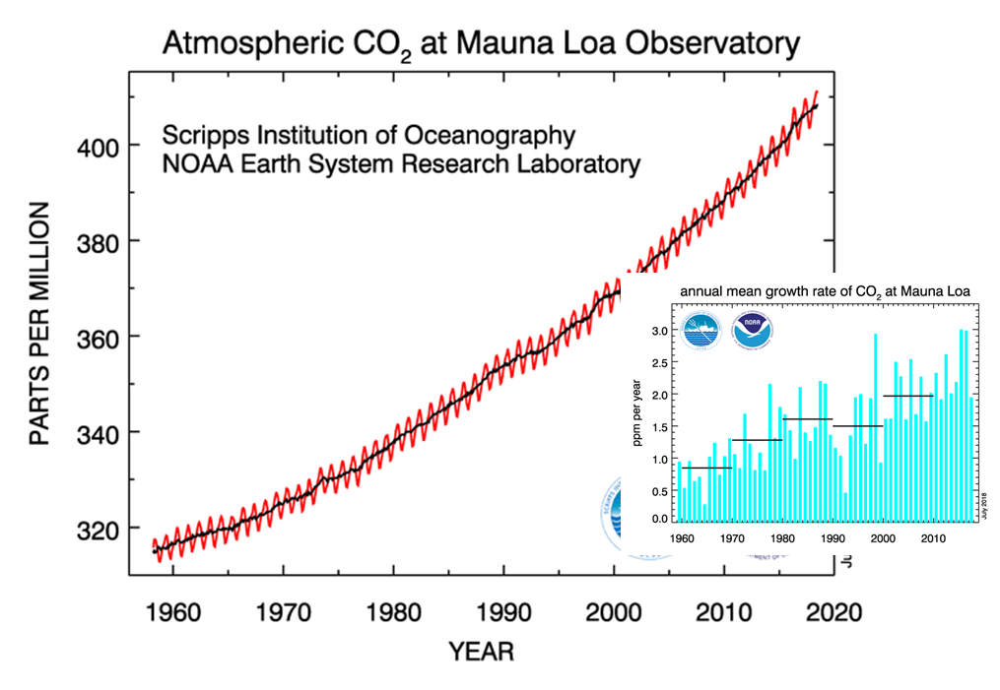 Atmospheric CO₂ at Mauna Loa Observatory
Scripps Institution of Oceanography
NOAA Earth System Research Laboratory
PARTS PER MILLION
400
380
360
340
320
1960 1970 1980 1990 2000 2010 2020
YEAR
annual mean growth rate of CO₂ at Mauna Loa
NOAA
ppm per year
3.0
2.5
2.0
1.5
1.0
0.5
0.0
1960 1970 1980 1990 2000 2010
July 2018